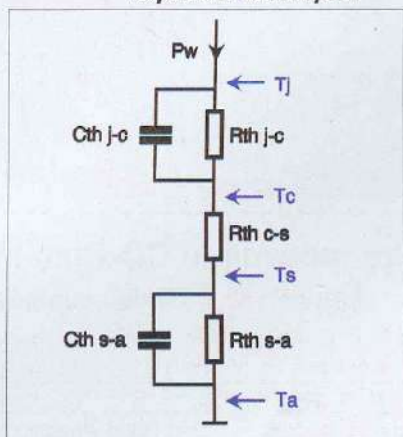 Pw
Tj
Cth j-c
Rth j-c
Tc
Rth c-s
Ts
Cth s-a
Rth s-a
Ta